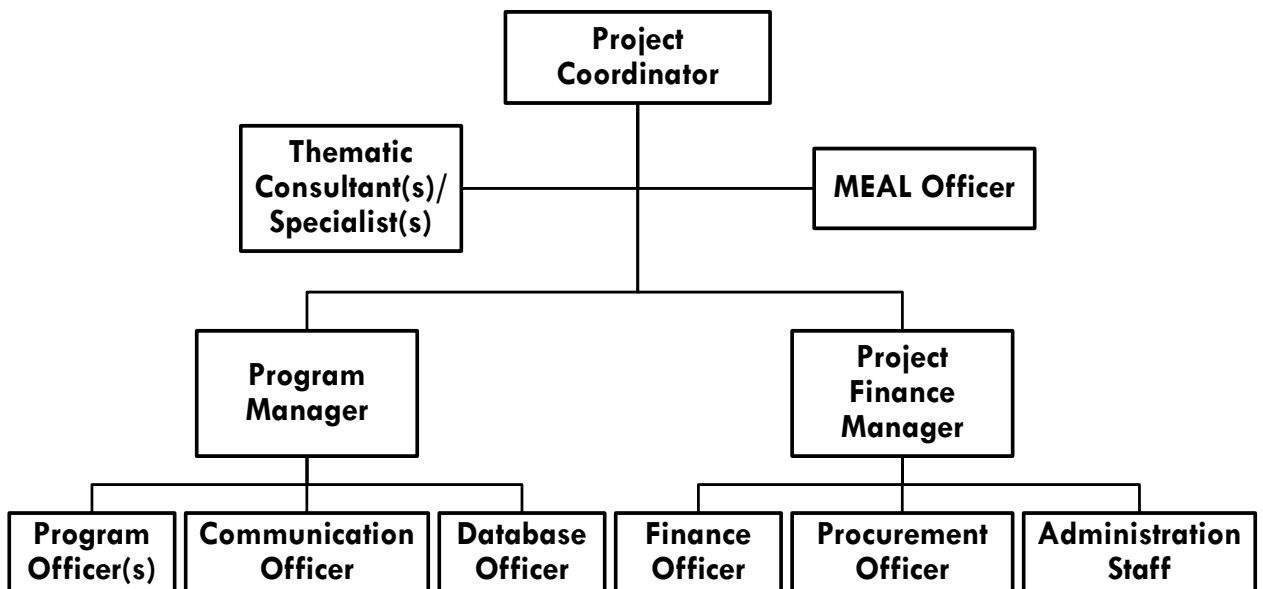 Project
Coordinator
Thematic
Consultant(s)/
Specialist(s)
MEAL Officer
Program
Manager
Project
Finance
Manager
Program
Officer(s)
Communication
Officer
Database
Officer
Finance
Officer
Procurement
Officer
Administration
Staff